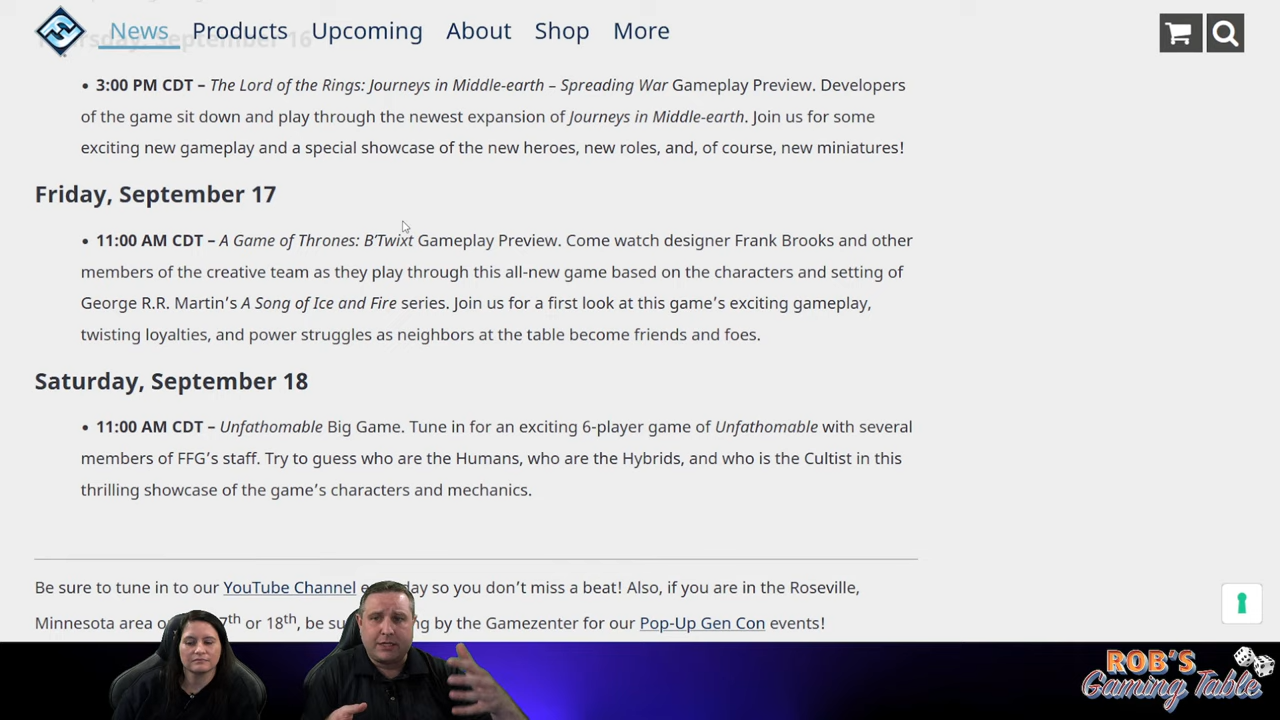 News Products Upcoming About Shop More
Thursday, September 16
• 3:00 PM CDT – The Lord of the Rings: Journeys in Middle-earth – Spreading War Gameplay Preview. Developers
of the game sit down and play through the newest expansion of Journeys in Middle-earth. Join us for some
exciting new gameplay and a special showcase of the new heroes, new roles, and, of course, new miniatures!
Friday, September 17
• 11:00 AM CDT – A Game of Thrones: B'Twixt Gameplay Preview. Come watch designer Frank Brooks and other
members of the creative team as they play through this all-new game based on the characters and setting of
George R.R. Martin's A Song of Ice and Fire series. Join us for a first look at this game's exciting gameplay,
twisting loyalties, and power struggles as neighbors at the table become friends and foes.
Saturday, September 18
• 11:00 AM CDT – Unfathomable Big Game. Tune in for an exciting 6-player game of Unfathomable with several
members of FFG's staff. Try to guess who are the Humans, who are the Hybrids, and who is the Cultist in this
thrilling showcase of the game's characters and mechanics.
Be sure to tune in to our YouTube Channel day so you don't miss a beat! Also, if you are in the Roseville,
Minnesota area 7th or 18th, be by the Gamezenter for our Pop-Up Gen Con events!
ROB'S
Gaming Table